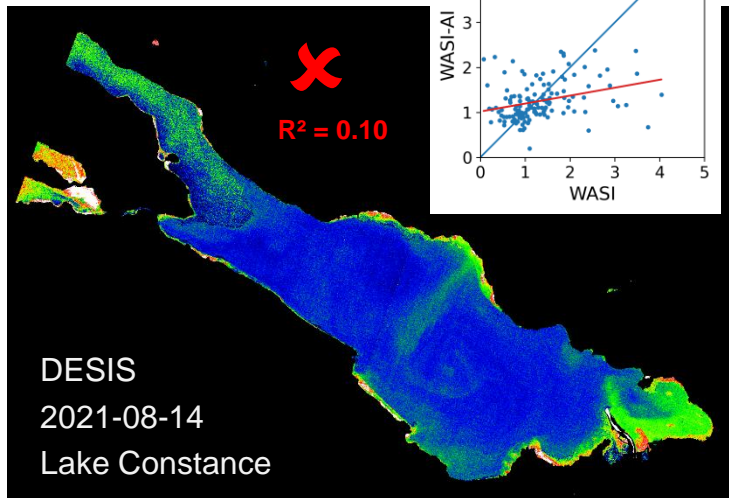 ✘
R² = 0.10
WASI-AI
3
2
1
0
0 1 2 3 4 5
WASI
DESIS
2021-08-14
Lake Constance